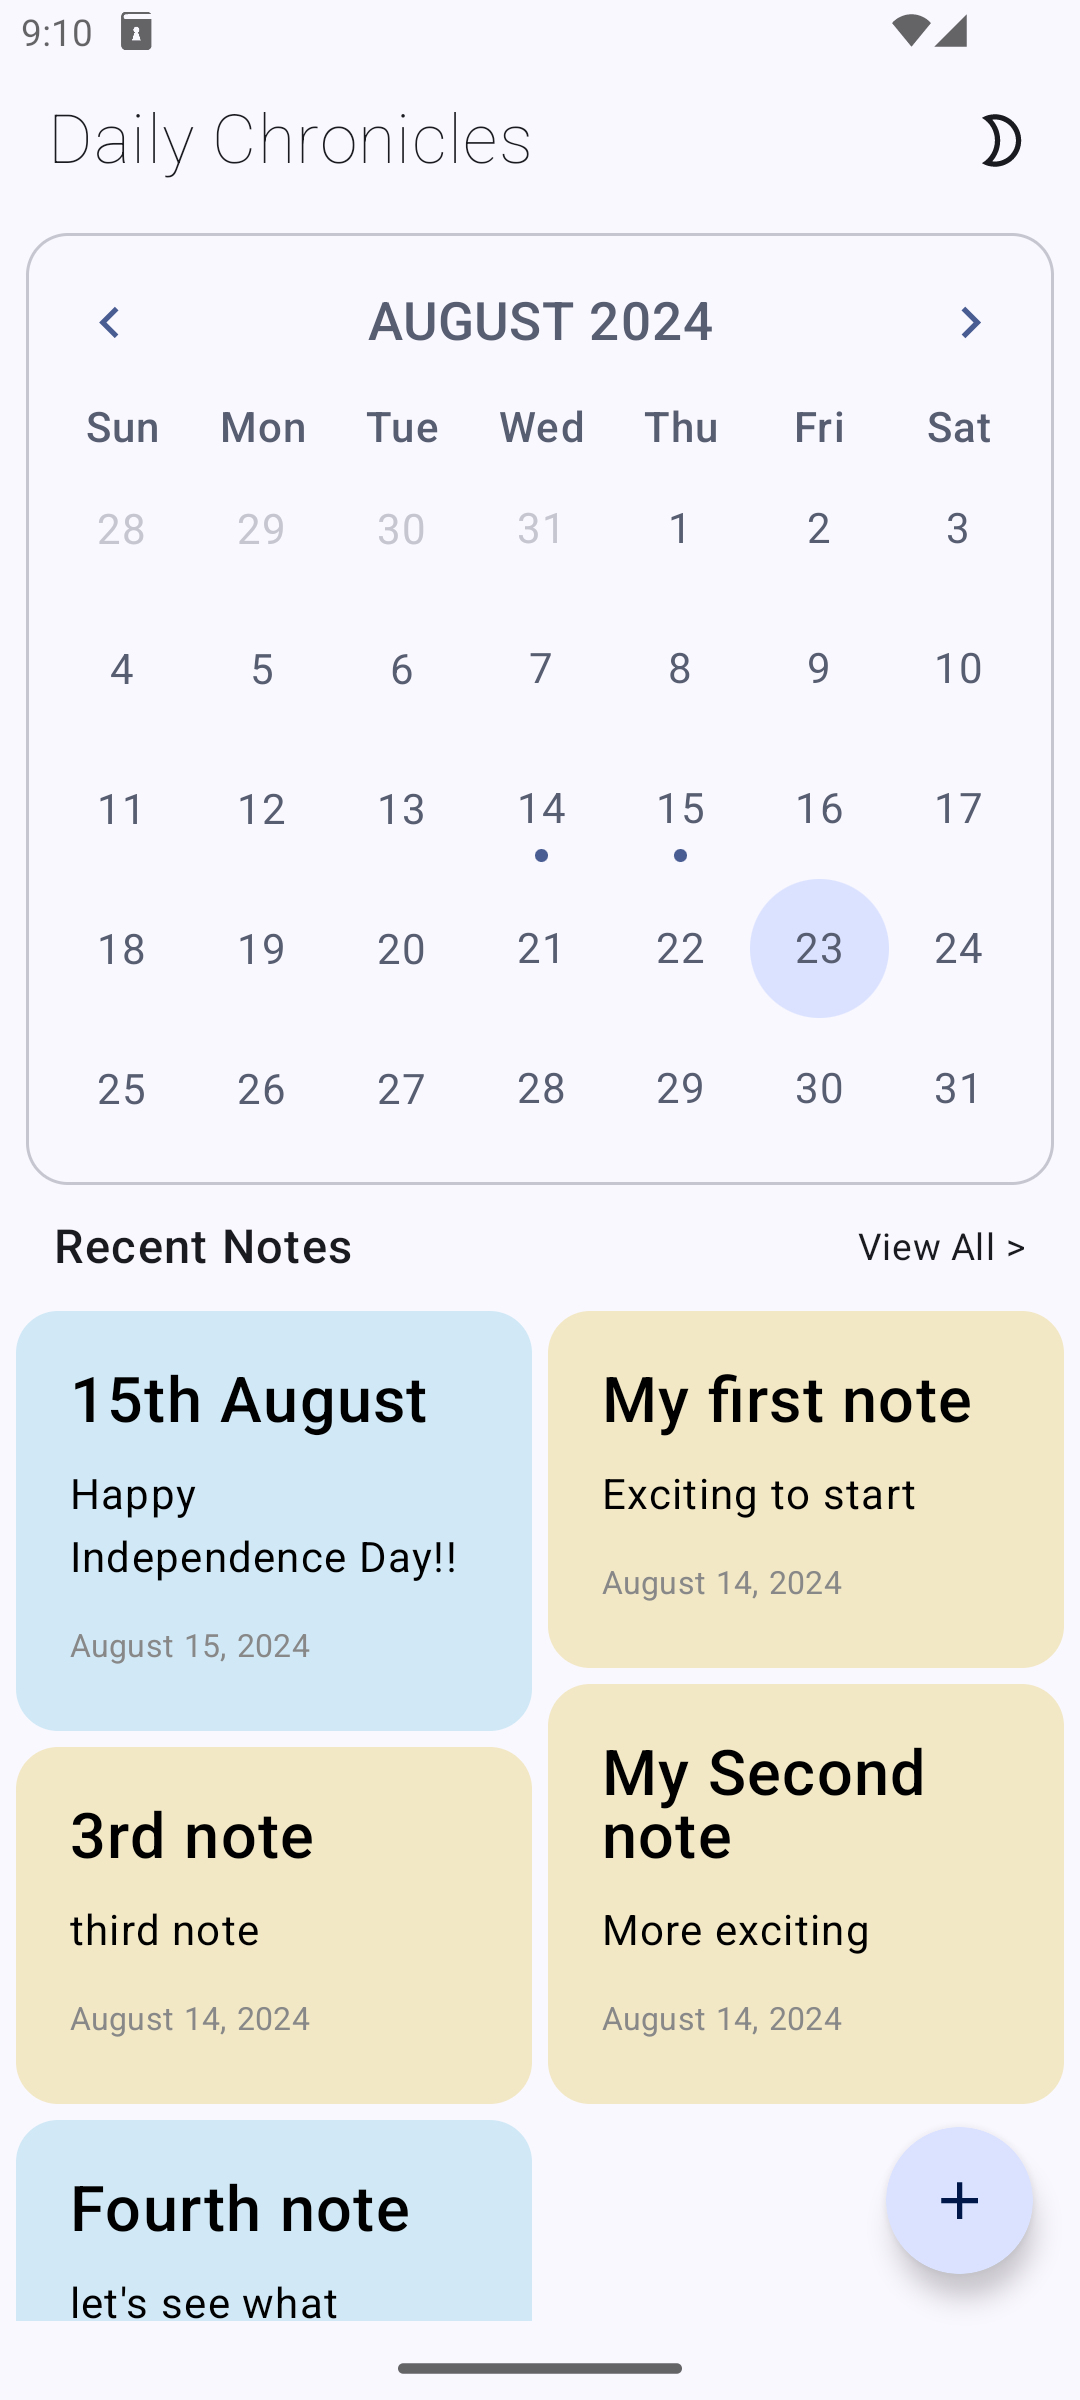 9:10
Daily Chronicles
AUGUST 2024
Sun Mon Tue Wed Thu Fri Sat
28 29 30 31 1 2 3
4 5 6 7 8 9 10
11 12 13 14 15 16 17
18 19 20 21 22 23 24
25 26 27 28 29 30 31
Recent Notes
View All >
15th August
Happy
Independence Day!!
August 15, 2024
My first note
Exciting to start
August 14, 2024
3rd note
third note
August 14, 2024
My Second
note
More exciting
August 14, 2024
Fourth note
let's see what